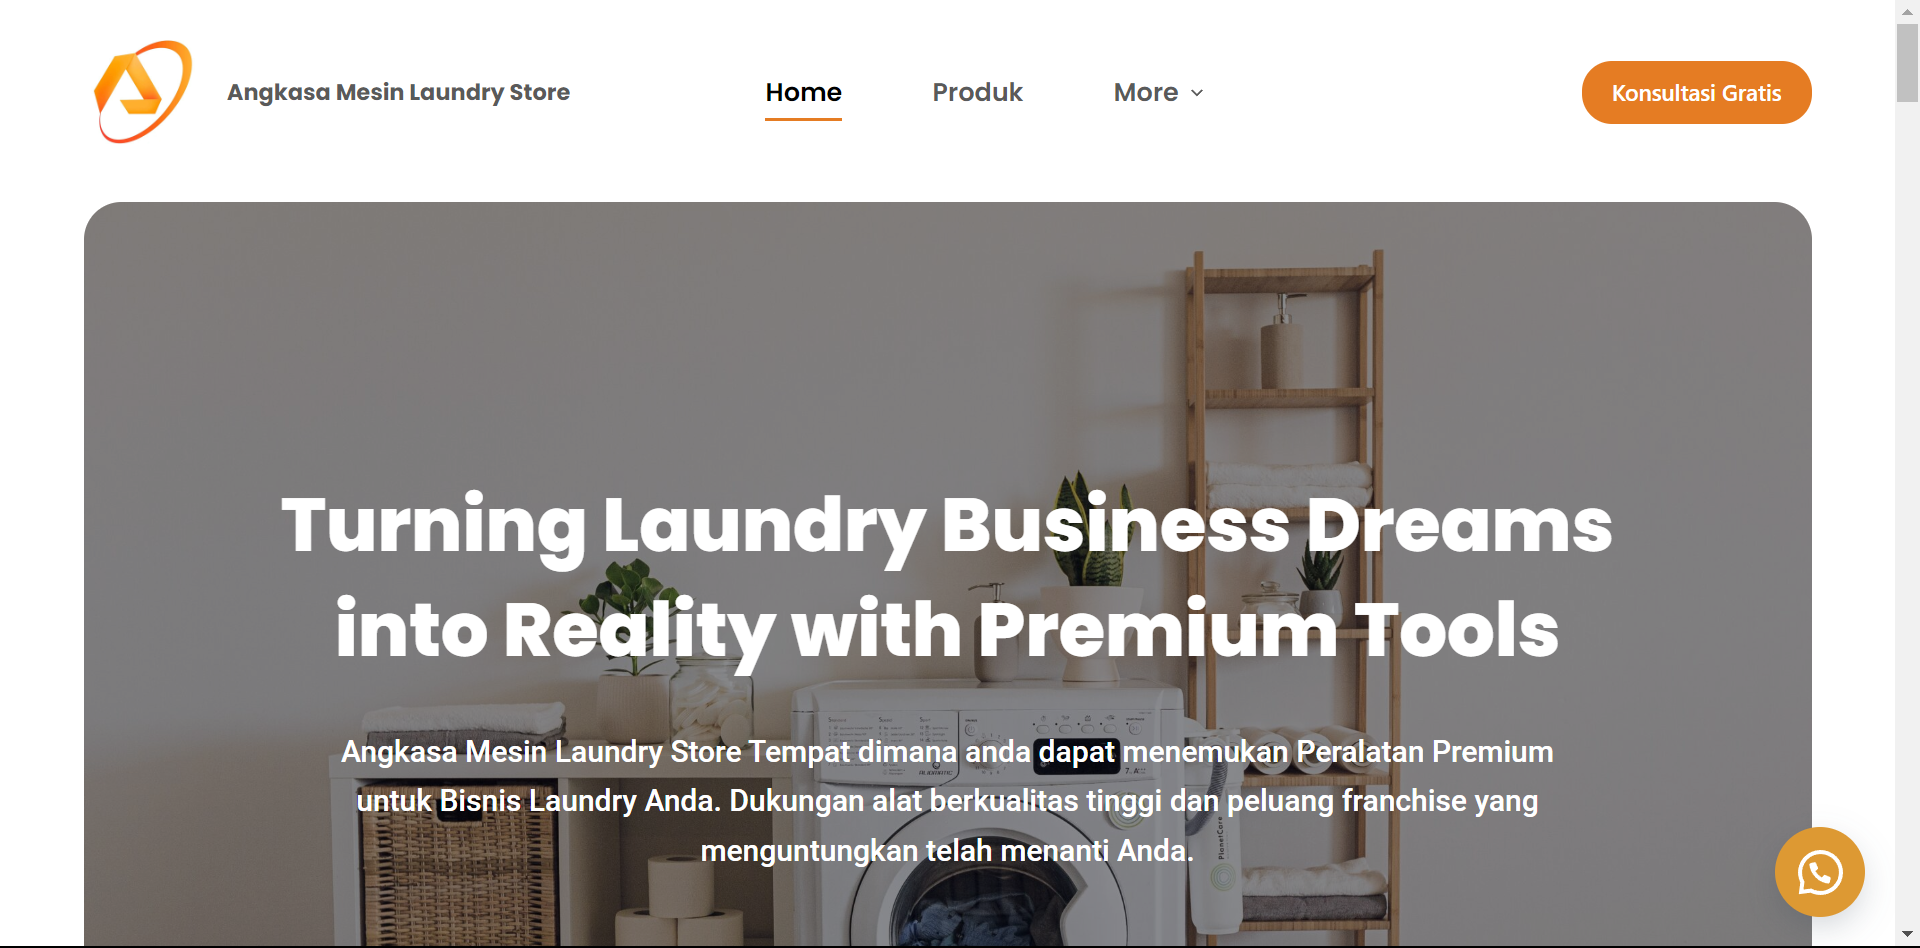 Angkasa Mesin Laundry Store
Home
Produk
More
Konsultasi Gratis
Turning Laundry Business Dreams
into Reality with Premium Tools
Angkasa Mesin Laundry Store Tempat dimana anda dapat menemukan Peralatan Premium
untuk Bisnis Laundry Anda. Dukungan alat berkualitas tinggi dan peluang franchise yang
menguntungkan telah menanti Anda.
PlanetCare